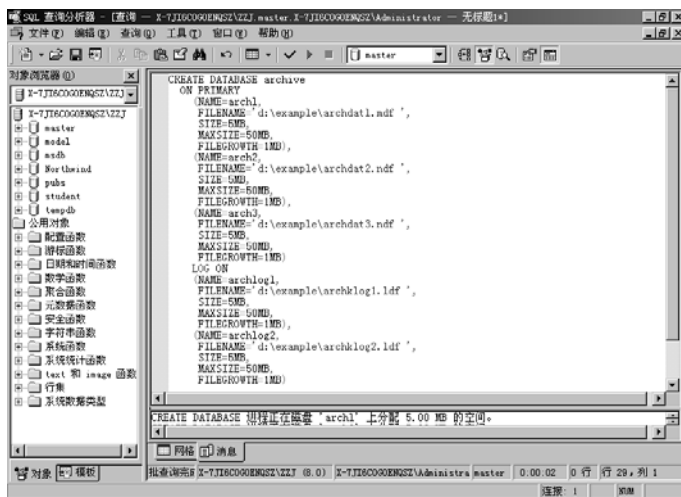 SQL 查询分析器 - [查询 — X-7JI6COGOENQSZ\ZZJ.master.X-7JI6COGOENQSZ\Administrator — 无标题1*]
文件(F) 编辑(E) 查询(Q) 工具(T) 窗口(W) 帮助(H)
master
对象浏览器(O)
X-7JI6COGOENQSZ\ZZJ
X-7JI6COGOENQSZ\ZZJ
master
model
msdb
Northwind
pubs
student
tempdb
公用对象
配置函数
游标函数
日期和时间函数
数学函数
聚合函数
元数据函数
安全函数
字符串函数
系统函数
系统统计函数
text 和 image 函数
行集
系统数据类型
对象 模板
CREATE DATABASE archive
ON PRIMARY
(NAME=arch1,
FILENAME='d:\example\archdat1.mdf ',
SIZE=5MB,
MAXSIZE=50MB,
FILEGROWTH=1MB),
(NAME=arch2,
FILENAME='d:\example\archdat2.ndf ',
SIZE=5MB,
MAXSIZE=50MB,
FILEGROWTH=1MB),
(NAME=arch3,
FILENAME='d:\example\archdat3.ndf ',
SIZE=5MB,
MAXSIZE=50MB,
FILEGROWTH=1MB)
LOG ON
(NAME=archlog1,
FILENAME='d:\example\archklog1.ldf ',
SIZE=5MB,
MAXSIZE=50MB,
FILEGROWTH=1MB),
(NAME=archlog2,
FILENAME='d:\example\archklog2.ldf ',
SIZE=5MB,
MAXSIZE=50MB,
FILEGROWTH=1MB)
CREATE DATABASE 进程正在磁盘 'arch1' 上分配 5.00 MB 的空间。
网格 消息
批查询完成 X-7JI6COGOENQSZ\ZZJ (8.0) X-7JI6COGOENQSZ\Administra master 0:00:02 0 行 行 29, 列 1
连接: 1 NUM